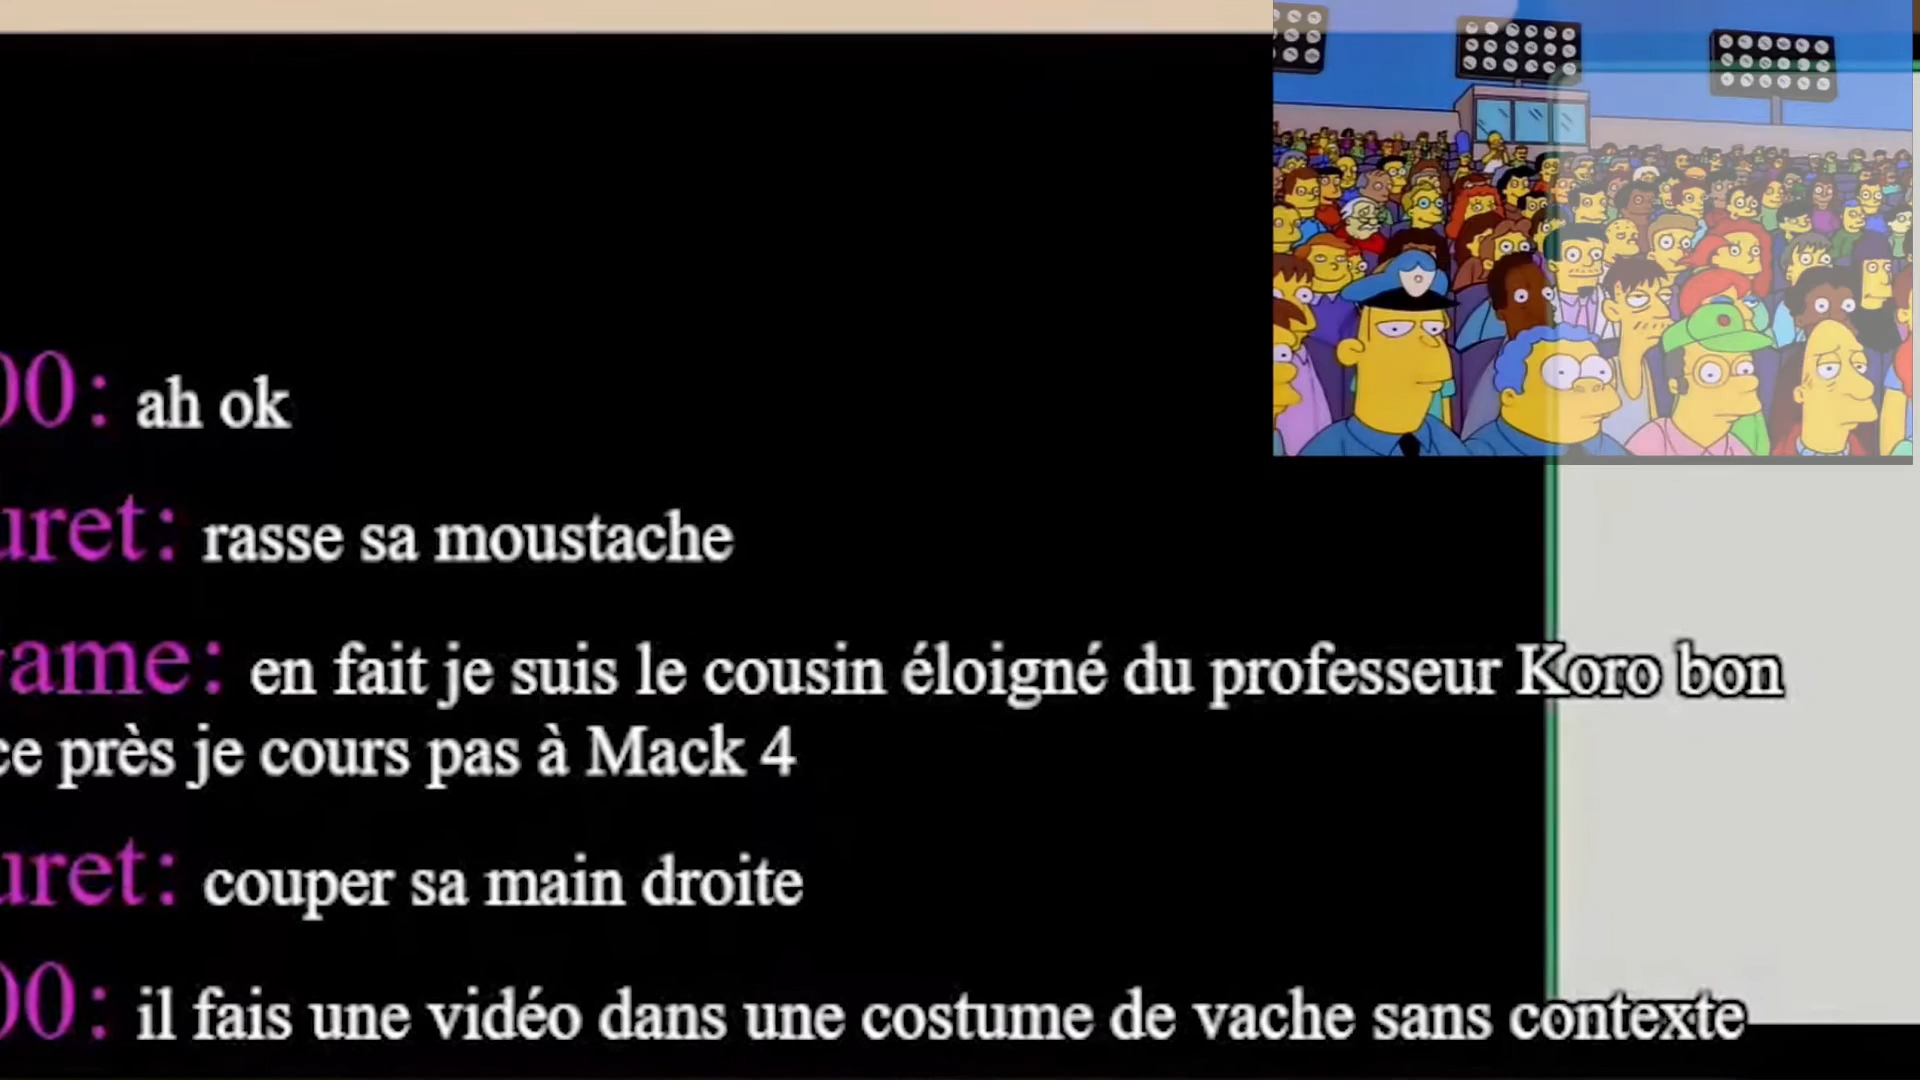 00: ah ok
uret: rasse sa moustache
ame: en fait je suis le cousin éloigné du professeur Koro bon
ce près je cours pas à Mack 4
uret: couper sa main droite
00: il fais une vidéo dans une costume de vache sans contexte